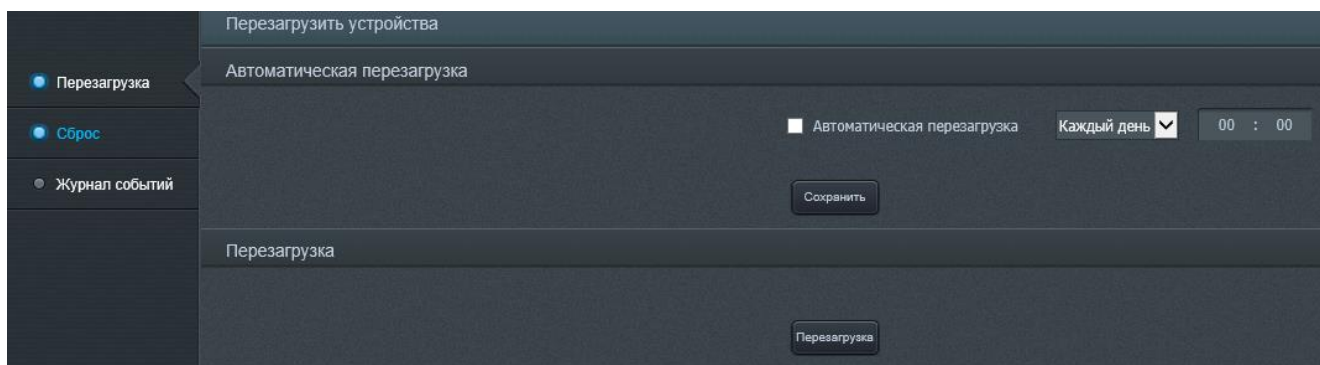 Перезагрузить устройства
Перезагрузка
Автоматическая перезагрузка
Сброс
Автоматическая перезагрузка Каждый день 00 : 00
Журнал событий
Сохранить
Перезагрузка
Перезагрузка